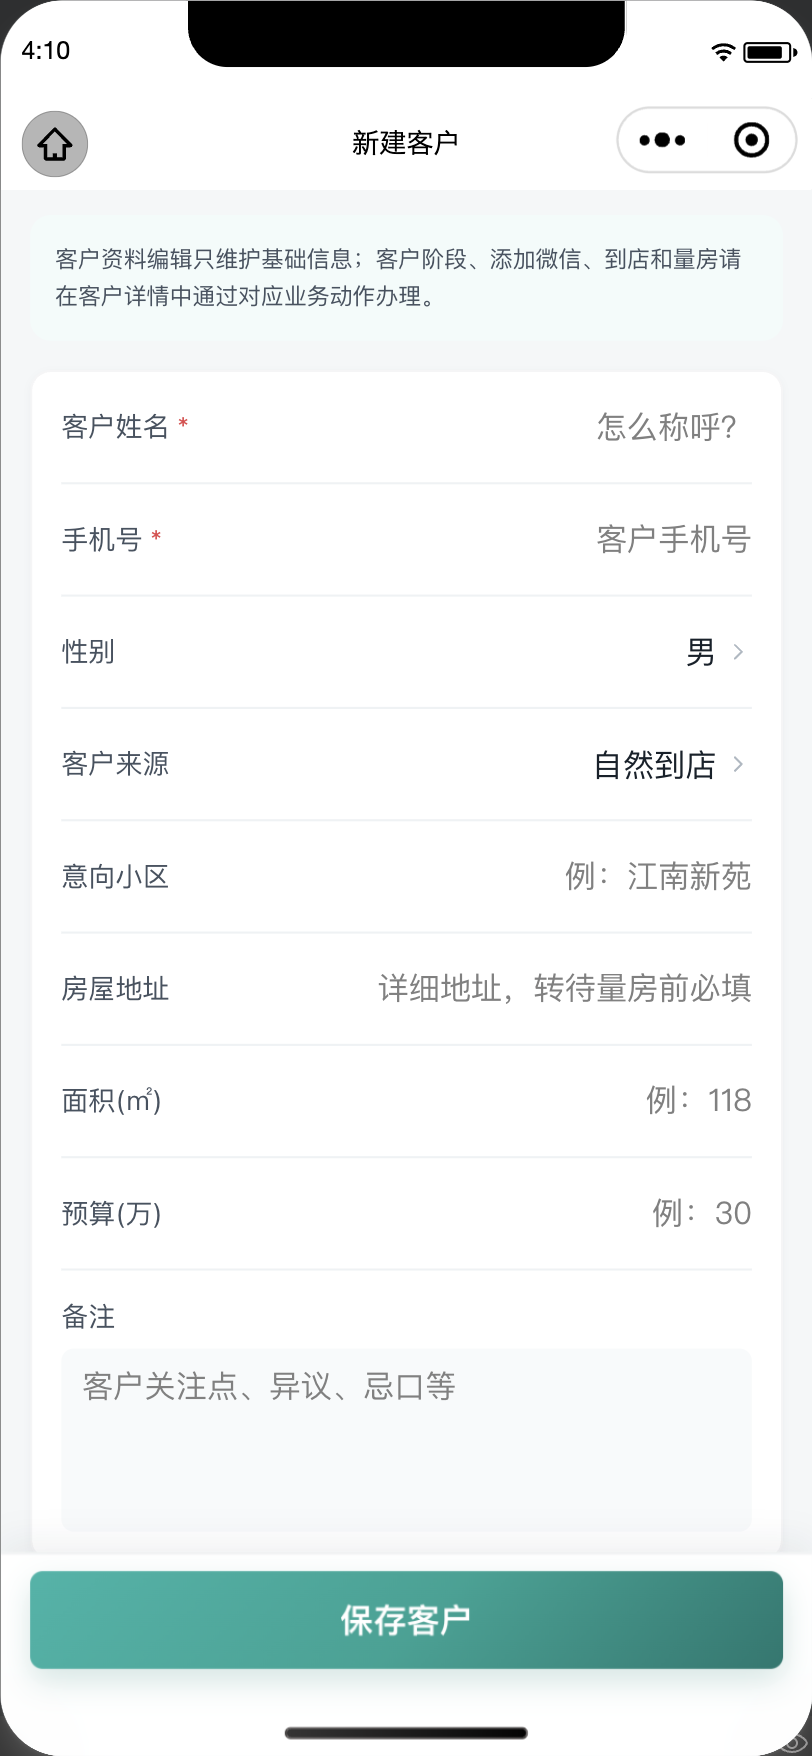 4:10
新建客户
客户资料编辑只维护基础信息；客户阶段、添加微信、到店和量房请
在客户详情中通过对应业务动作办理。
客户姓名 * 怎么称呼?
手机号 * 客户手机号
性别 男
客户来源 自然到店
意向小区 例：江南新苑
房屋地址 详细地址，转待量房前必填
面积(㎡) 例：118
预算(万) 例：30
备注
客户关注点、异议、忌口等
保存客户